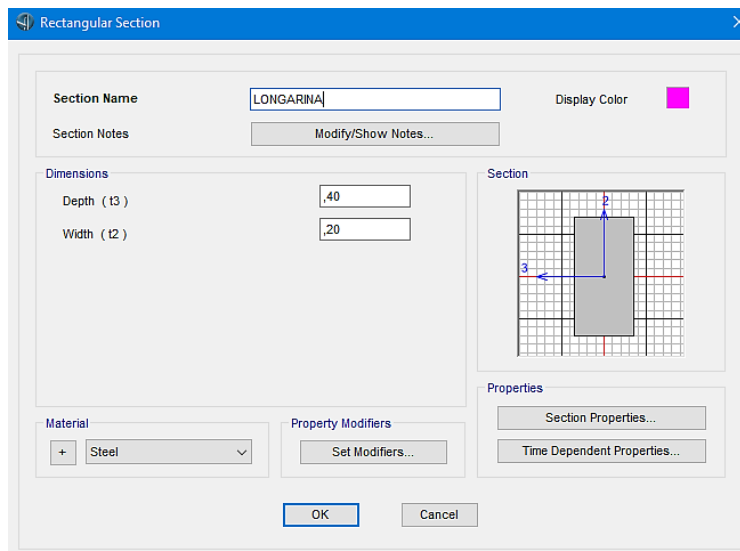 Rectangular Section
Section Name LONGARINA Display Color
Section Notes Modify/Show Notes...
Dimensions
Depth ( t3 ) ,40
Width ( t2 ) ,20
Section
2
3
Properties
Section Properties...
Time Dependent Properties...
Material
+ Steel
Property Modifiers
Set Modifiers...
OK Cancel